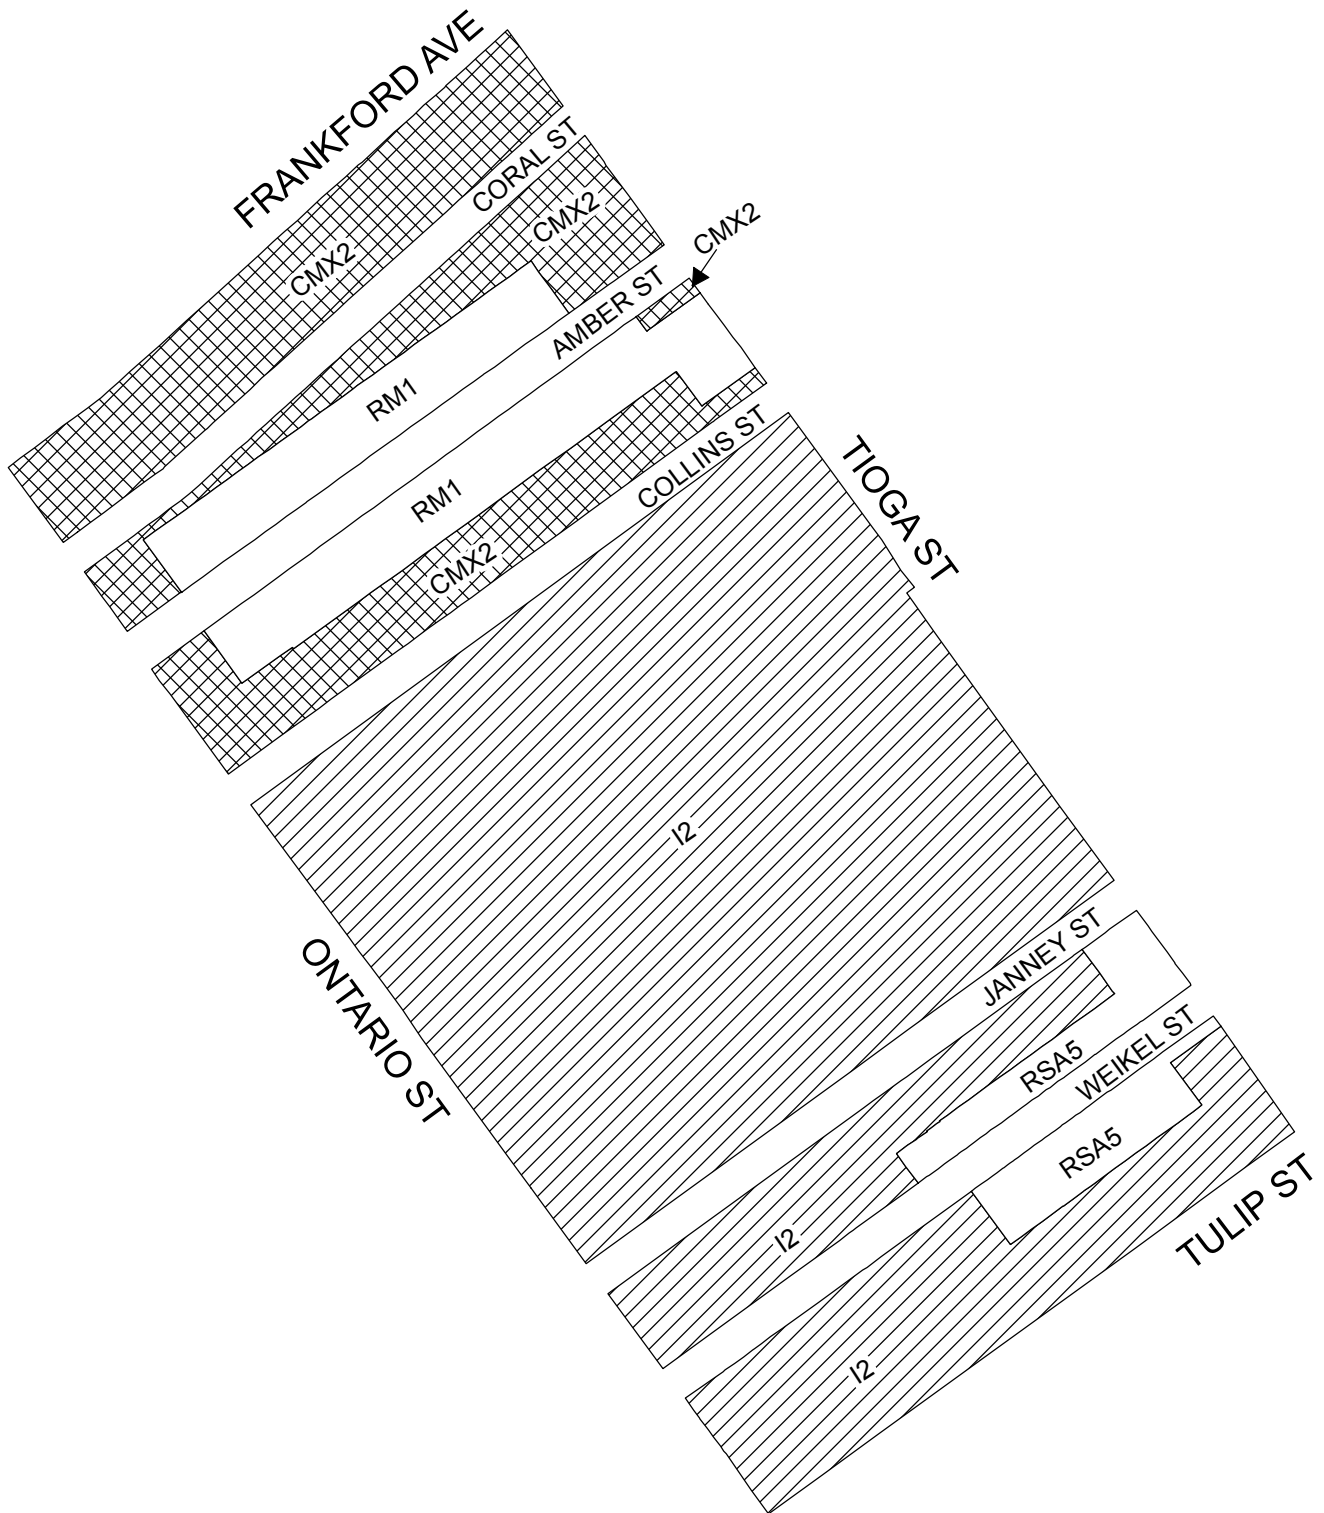 FRANKFORD AVE
CORAL ST
CMX2
CMX2
CMX2
AMBER ST
RM1
COLLINS ST
TIOGA ST
RM1
CMX2
I2
JANNEY ST
ONTARIO ST
WEIKEL ST
RSA5
RSA5
TULIP ST
I2
I2